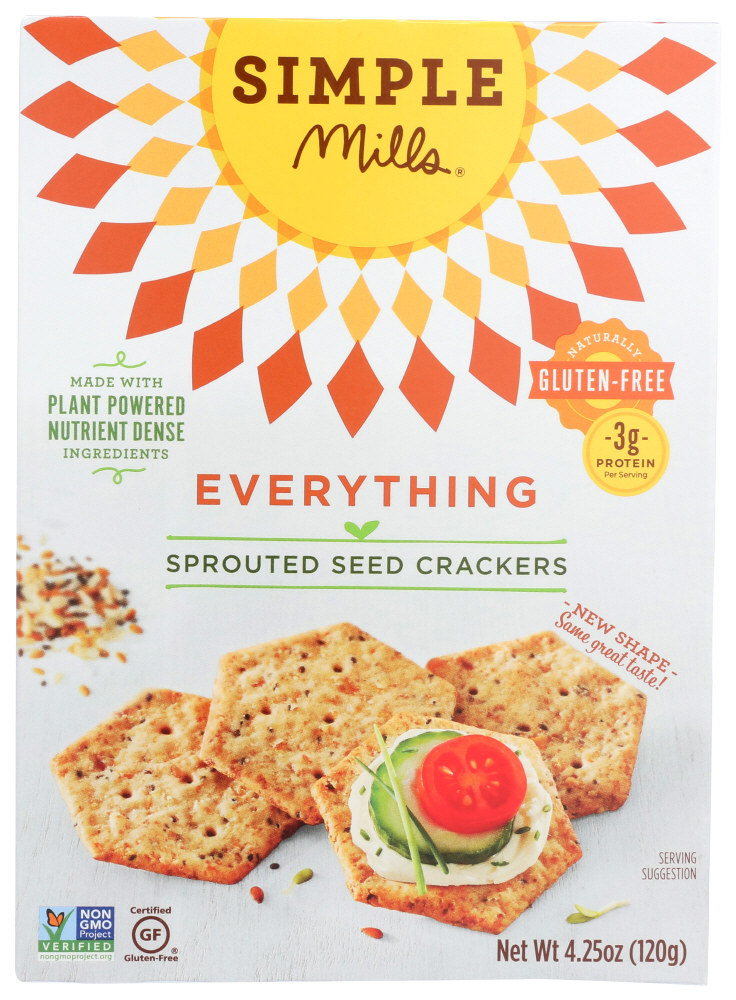 SIMPLE
Mills®
NATURALLY
GLUTEN-FREE
-3g-
PROTEIN
Per Serving
MADE WITH
PLANT POWERED
NUTRIENT DENSE
INGREDIENTS
EVERYTHING
SPROUTED SEED CRACKERS
- NEW SHAPE -
Same great taste!
SERVING
SUGGESTION
NON
GMO
Project
VERIFIED
nongmoproject.org
Certified
GF®
Gluten-Free
Net Wt 4.25oz (120g)